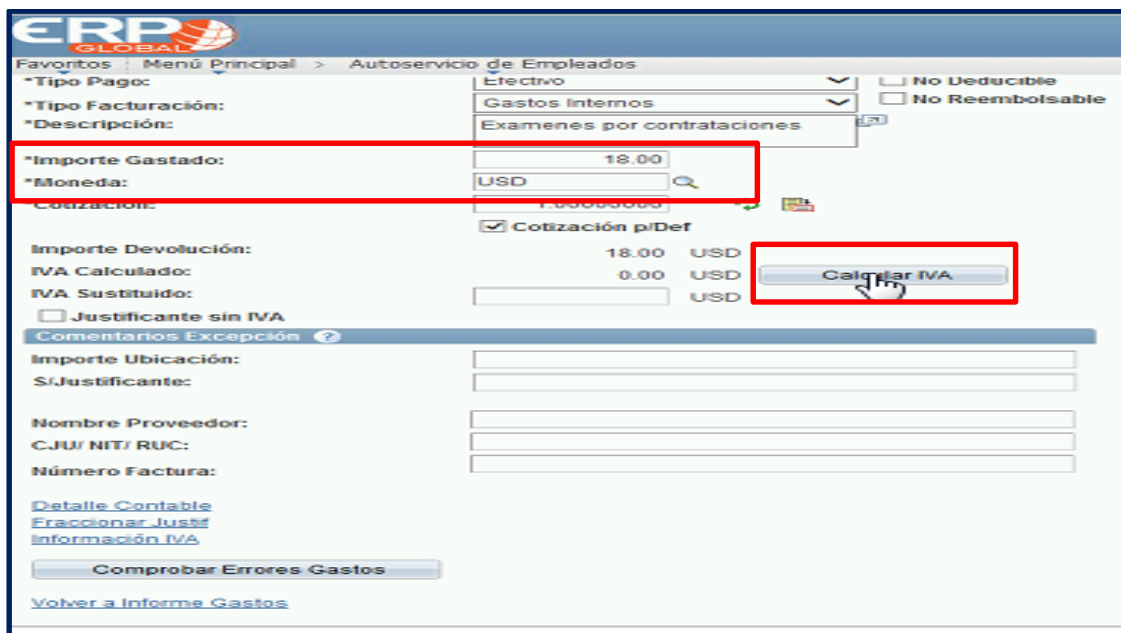 ERP
GLOBAL
Favoritos Menú Principal > Autoservicio de Empleados
*Tipo Pago: Efectivo No Deducible
*Tipo Facturación: Gastos Internos No Reembolsable
*Descripción: Examenes por contrataciones
*Importe Gastado: 18.00
*Moneda: USD
*Cotización: 1.00000000
Cotización p/Def
Importe Devolución: 18.00 USD
IVA Calculado: 0.00 USD Calcular IVA
IVA Sustituido: USD
Justificante sin IVA
Comentarios Excepción ?
Importe Ubicación:
S/Justificante:
Nombre Proveedor:
CJU/ NIT/ RUC:
Número Factura:
Detalle Contable
Fraccionar Justif
Información IVA
Comprobar Errores Gastos
Volver a Informe Gastos